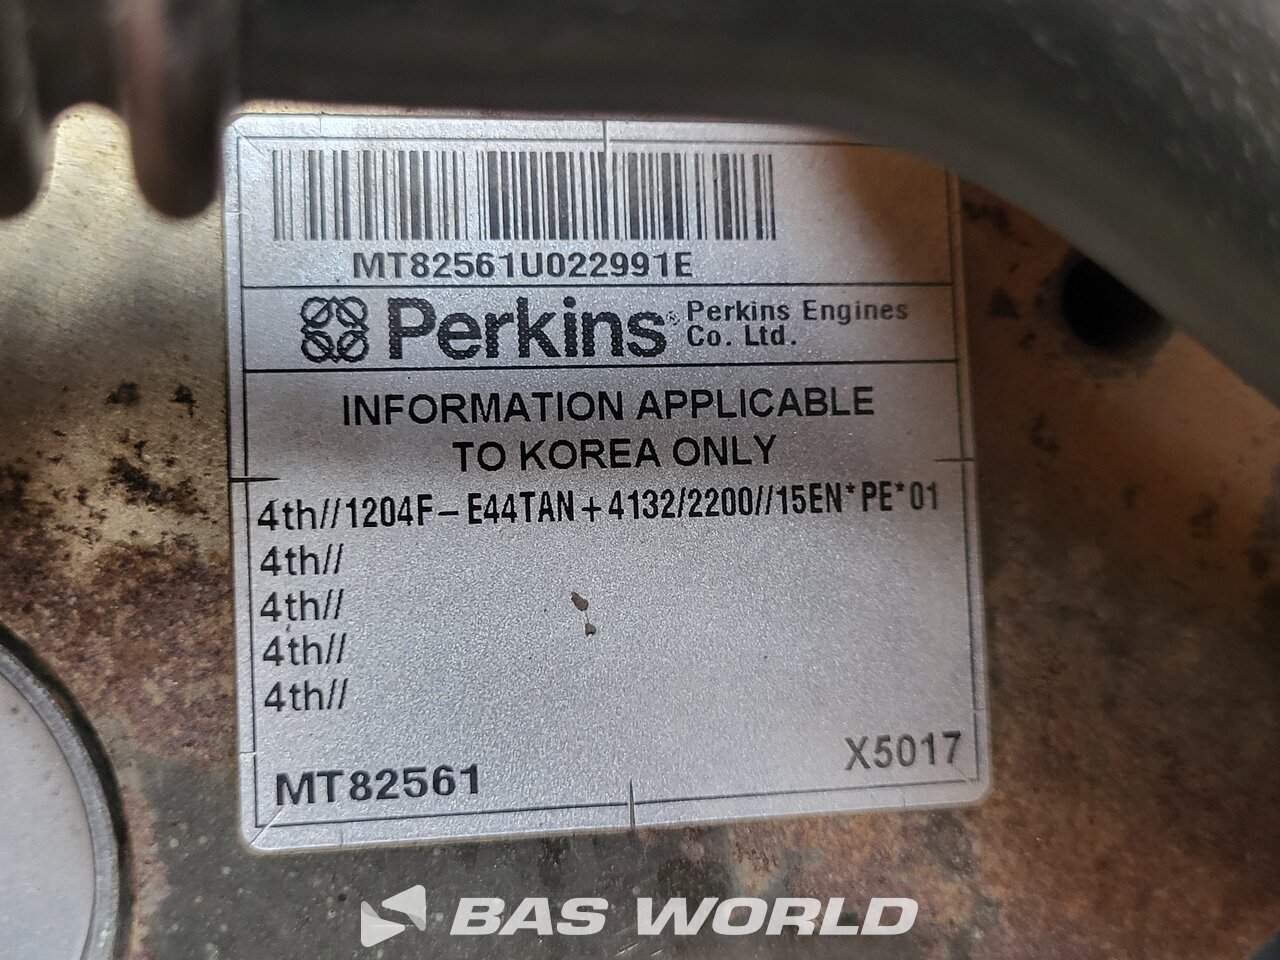 MT82561U022991E
Perkins® Perkins Engines
Co. Ltd.
INFORMATION APPLICABLE
TO KOREA ONLY
4th//1204F-E44TAN+4132/2200//15EN*PE*01
4th//
4th//
4th//
4th//
MT82561
X5017
BAS WORLD